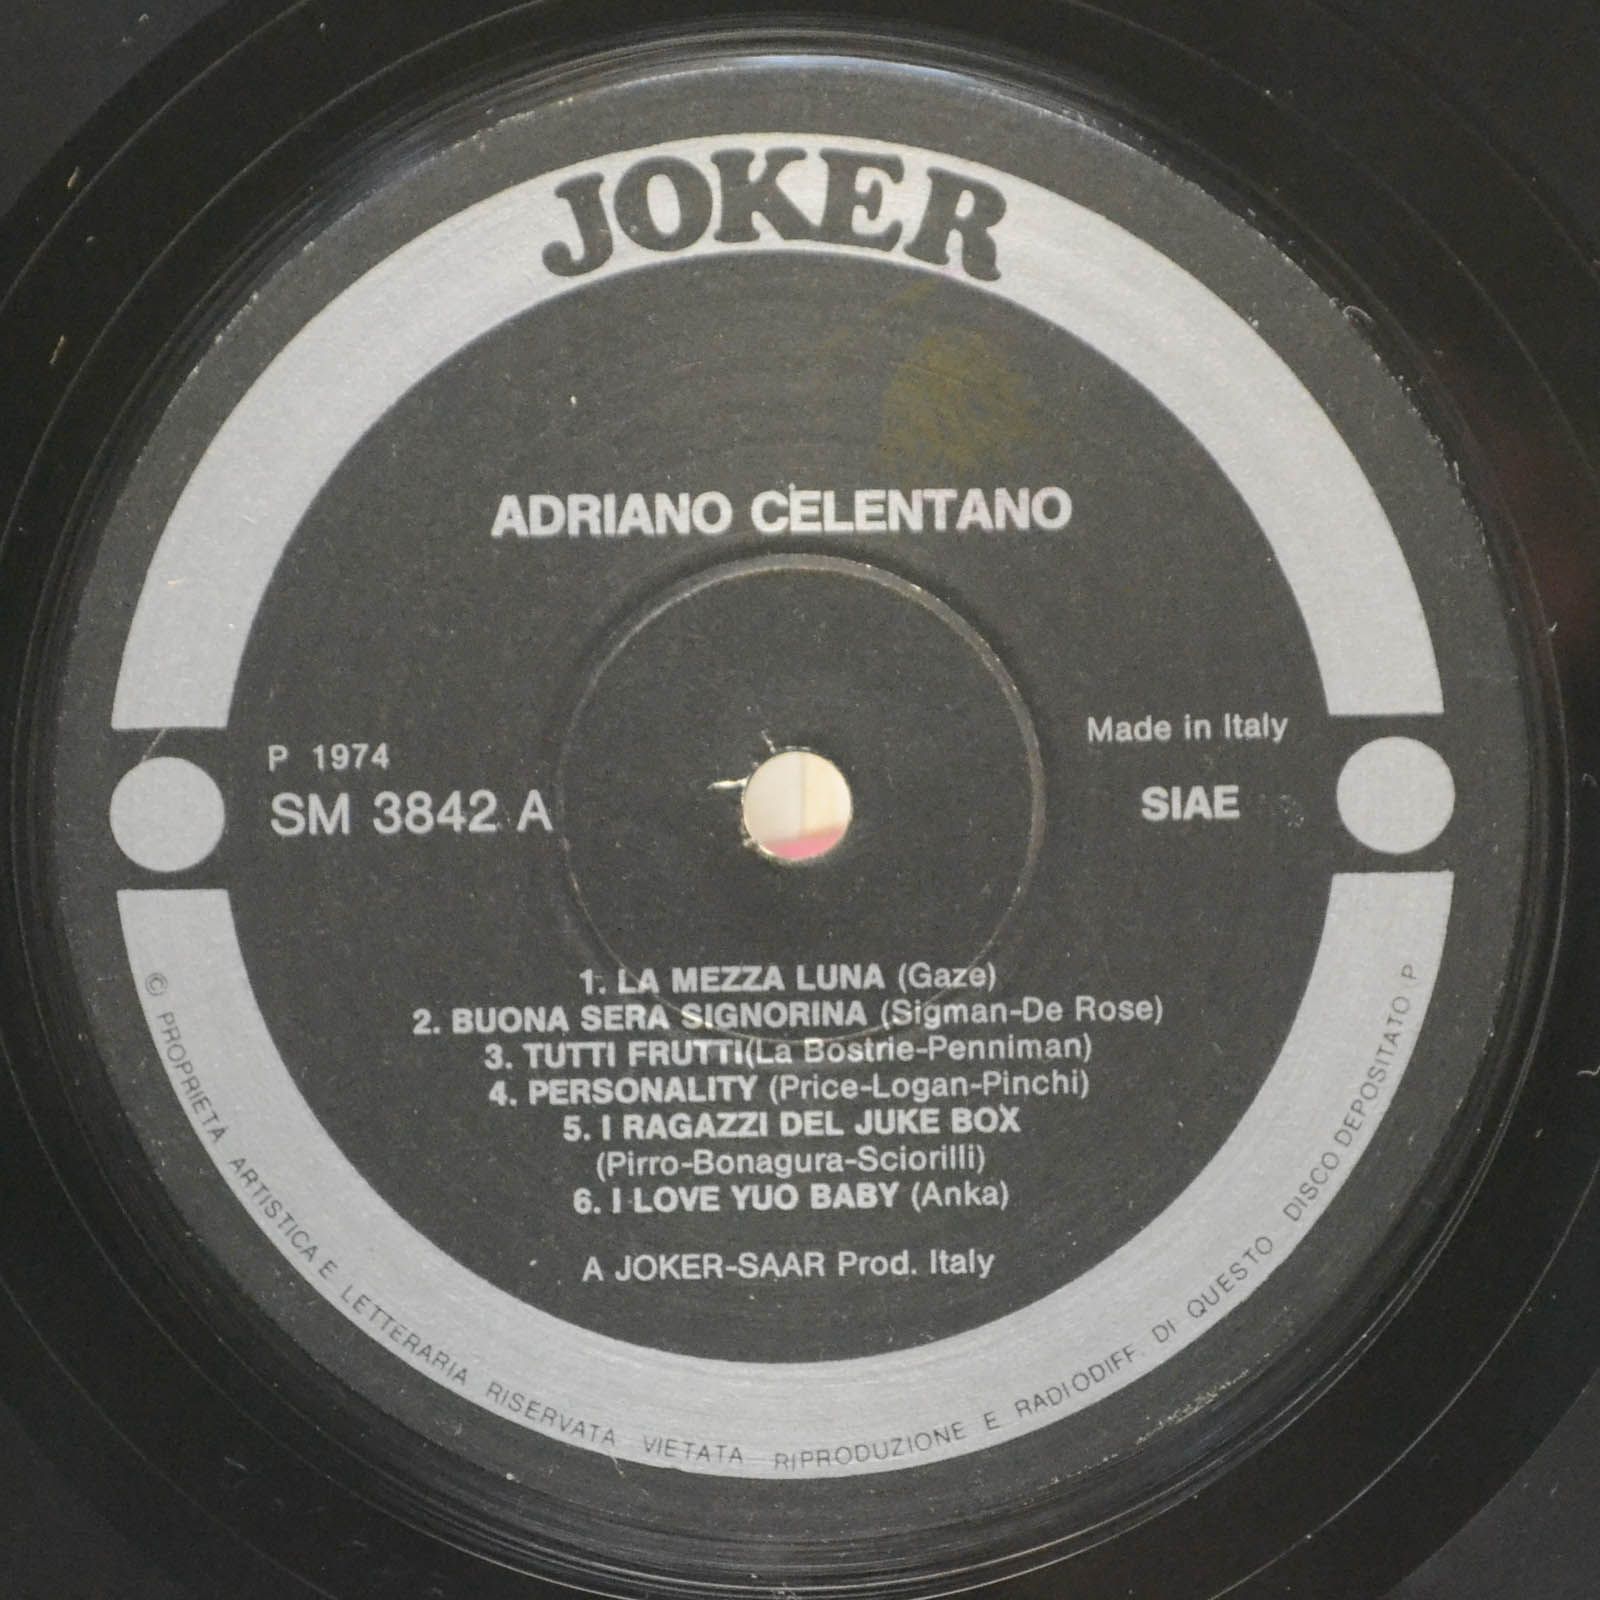 JOKER
ADRIANO CELENTANO
P 1974
SM 3842 A
Made in Italy
SIAE
1. LA MEZZA LUNA (Gaze)
2. BUONA SERA SIGNORINA (Sigman-De Rose)
3. TUTTI FRUTTI(La Bostrie-Penniman)
4. PERSONALITY (Price-Logan-Pinchi)
5. I RAGAZZI DEL JUKE BOX
(Pirro-Bonagura-Sciorilli)
6. I LOVE YUO BABY (Anka)
A JOKER-SAAR Prod. Italy
© PROPRIETÀ ARTISTICA E LETTERARIA RISERVATA VIETATA RIPRODUZIONE E RADIODIFF. DI QUESTO DISCO DEPOSITATO P